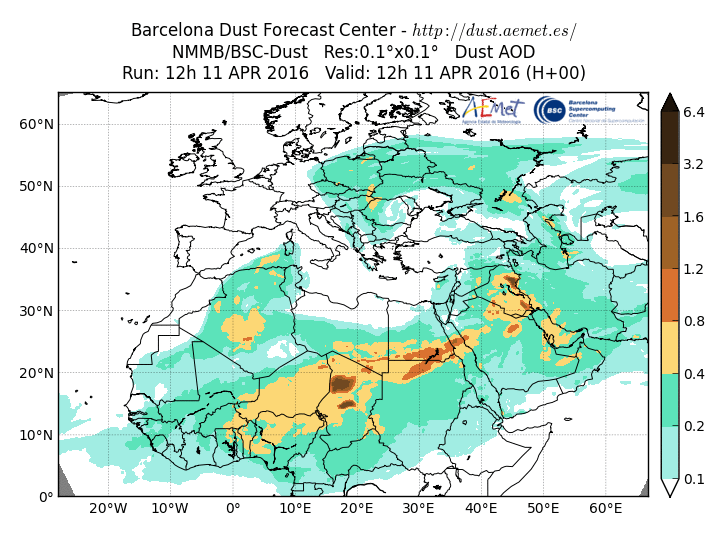 Barcelona Dust Forecast Center - http://dust.aemet.es/
NMMB/BSC-Dust Res:0.1°x0.1° Dust AOD
Run: 12h 11 APR 2016 Valid: 12h 11 APR 2016 (H+00)
AEMet
BSC
Barcelona
Supercomputing
Center
60°N
50°N
40°N
30°N
20°N
10°N
0°
20°W
10°W
0°
10°E
20°E
30°E
40°E
50°E
60°E
6.4
3.2
1.6
1.2
0.8
0.4
0.2
0.1